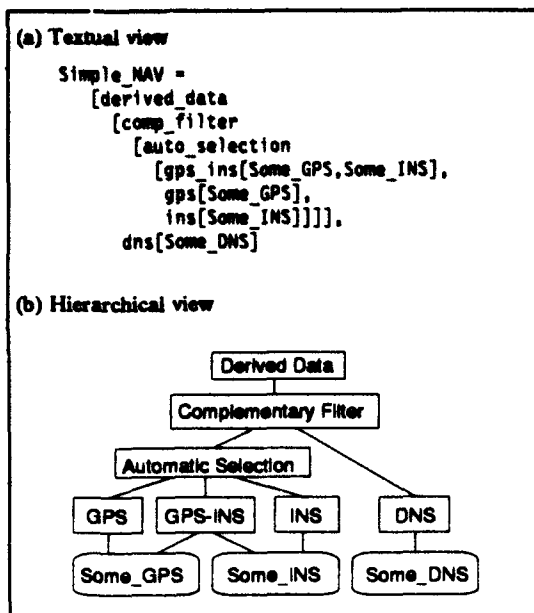 (a) Textual view
Simple_NAV =
[derived_data
[comp_filter
[auto_selection
[gps_ins[Some_GPS,Some_INS],
gps[Some_GPS],
ins[Some_INS]]]],
dns[Some_DNS]
(b) Hierarchical view
Derived Data
Complementary Filter
Automatic Selection
GPS GPS-INS INS DNS
Some_GPS Some_INS Some_DNS